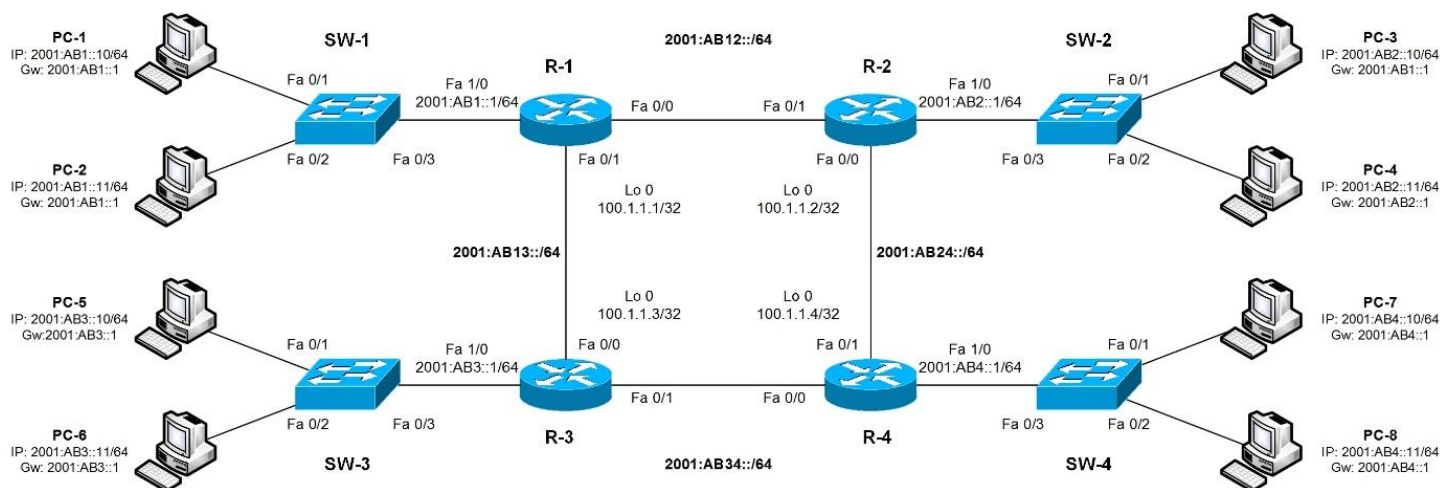 PC-1
IP: 2001:AB1::10/64
Gw: 2001:AB1::1
SW-1
Fa 0/1
Fa 1/0
2001:AB1::1/64
R-1
2001:AB12::/64
R-2
Fa 0/0
Fa 0/1
Fa 1/0
2001:AB2::1/64
SW-2
Fa 0/1
PC-3
IP: 2001:AB2::10/64
Gw: 2001:AB1::1
PC-2
IP: 2001:AB1::11/64
Gw: 2001:AB1::1
Fa 0/2
Fa 0/3
Fa 0/1
Fa 0/0
Fa 0/3
Fa 0/2
PC-4
IP: 2001:AB2::11/64
Gw: 2001:AB2::1
Lo 0
100.1.1.1/32
Lo 0
100.1.1.2/32
2001:AB13::/64
2001:AB24::/64
PC-5
IP: 2001:AB3::10/64
Gw:2001:AB3::1
Lo 0
100.1.1.3/32
Lo 0
100.1.1.4/32
PC-7
IP: 2001:AB4::10/64
Gw: 2001:AB4::1
Fa 0/1
Fa 1/0
2001:AB3::1/64
Fa 0/0
Fa 0/1
Fa 1/0
2001:AB4::1/64
Fa 0/1
PC-6
IP: 2001:AB3::11/64
Gw: 2001:AB3::1
Fa 0/2
Fa 0/3
SW-3
R-3
Fa 0/1
Fa 0/0
2001:AB34::/64
R-4
Fa 0/3
Fa 0/2
SW-4
PC-8
IP: 2001:AB4::11/64
Gw: 2001:AB4::1